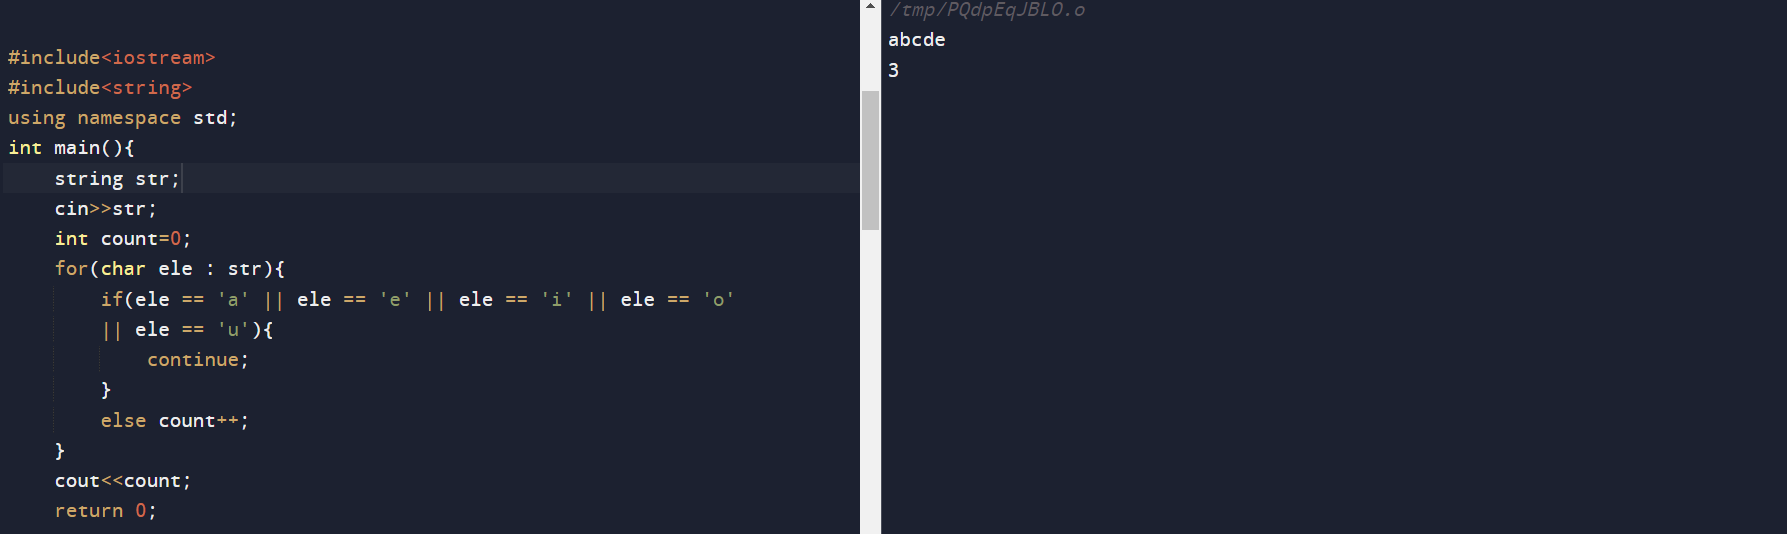 #include<iostream>
#include<string>
using namespace std;
int main(){
    string str;
    cin>>str;
    int count=0;
    for(char ele : str){
        if(ele == 'a' || ele == 'e' || ele == 'i' || ele == 'o'
        || ele == 'u'){
            continue;
        }
        else count++;
    }
    cout<<count;
    return 0;
/tmp/PQdpEqJBLO.o
abcde
3